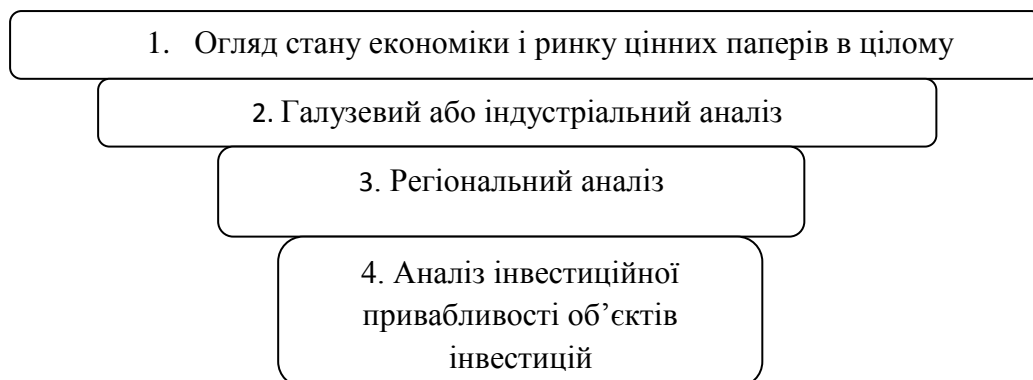 1. Огляд стану економіки і ринку цінних паперів в цілому
2. Галузевий або індустріальний аналіз
3. Регіональний аналіз
4. Аналіз інвестиційної
привабливості об’єктів
інвестицій